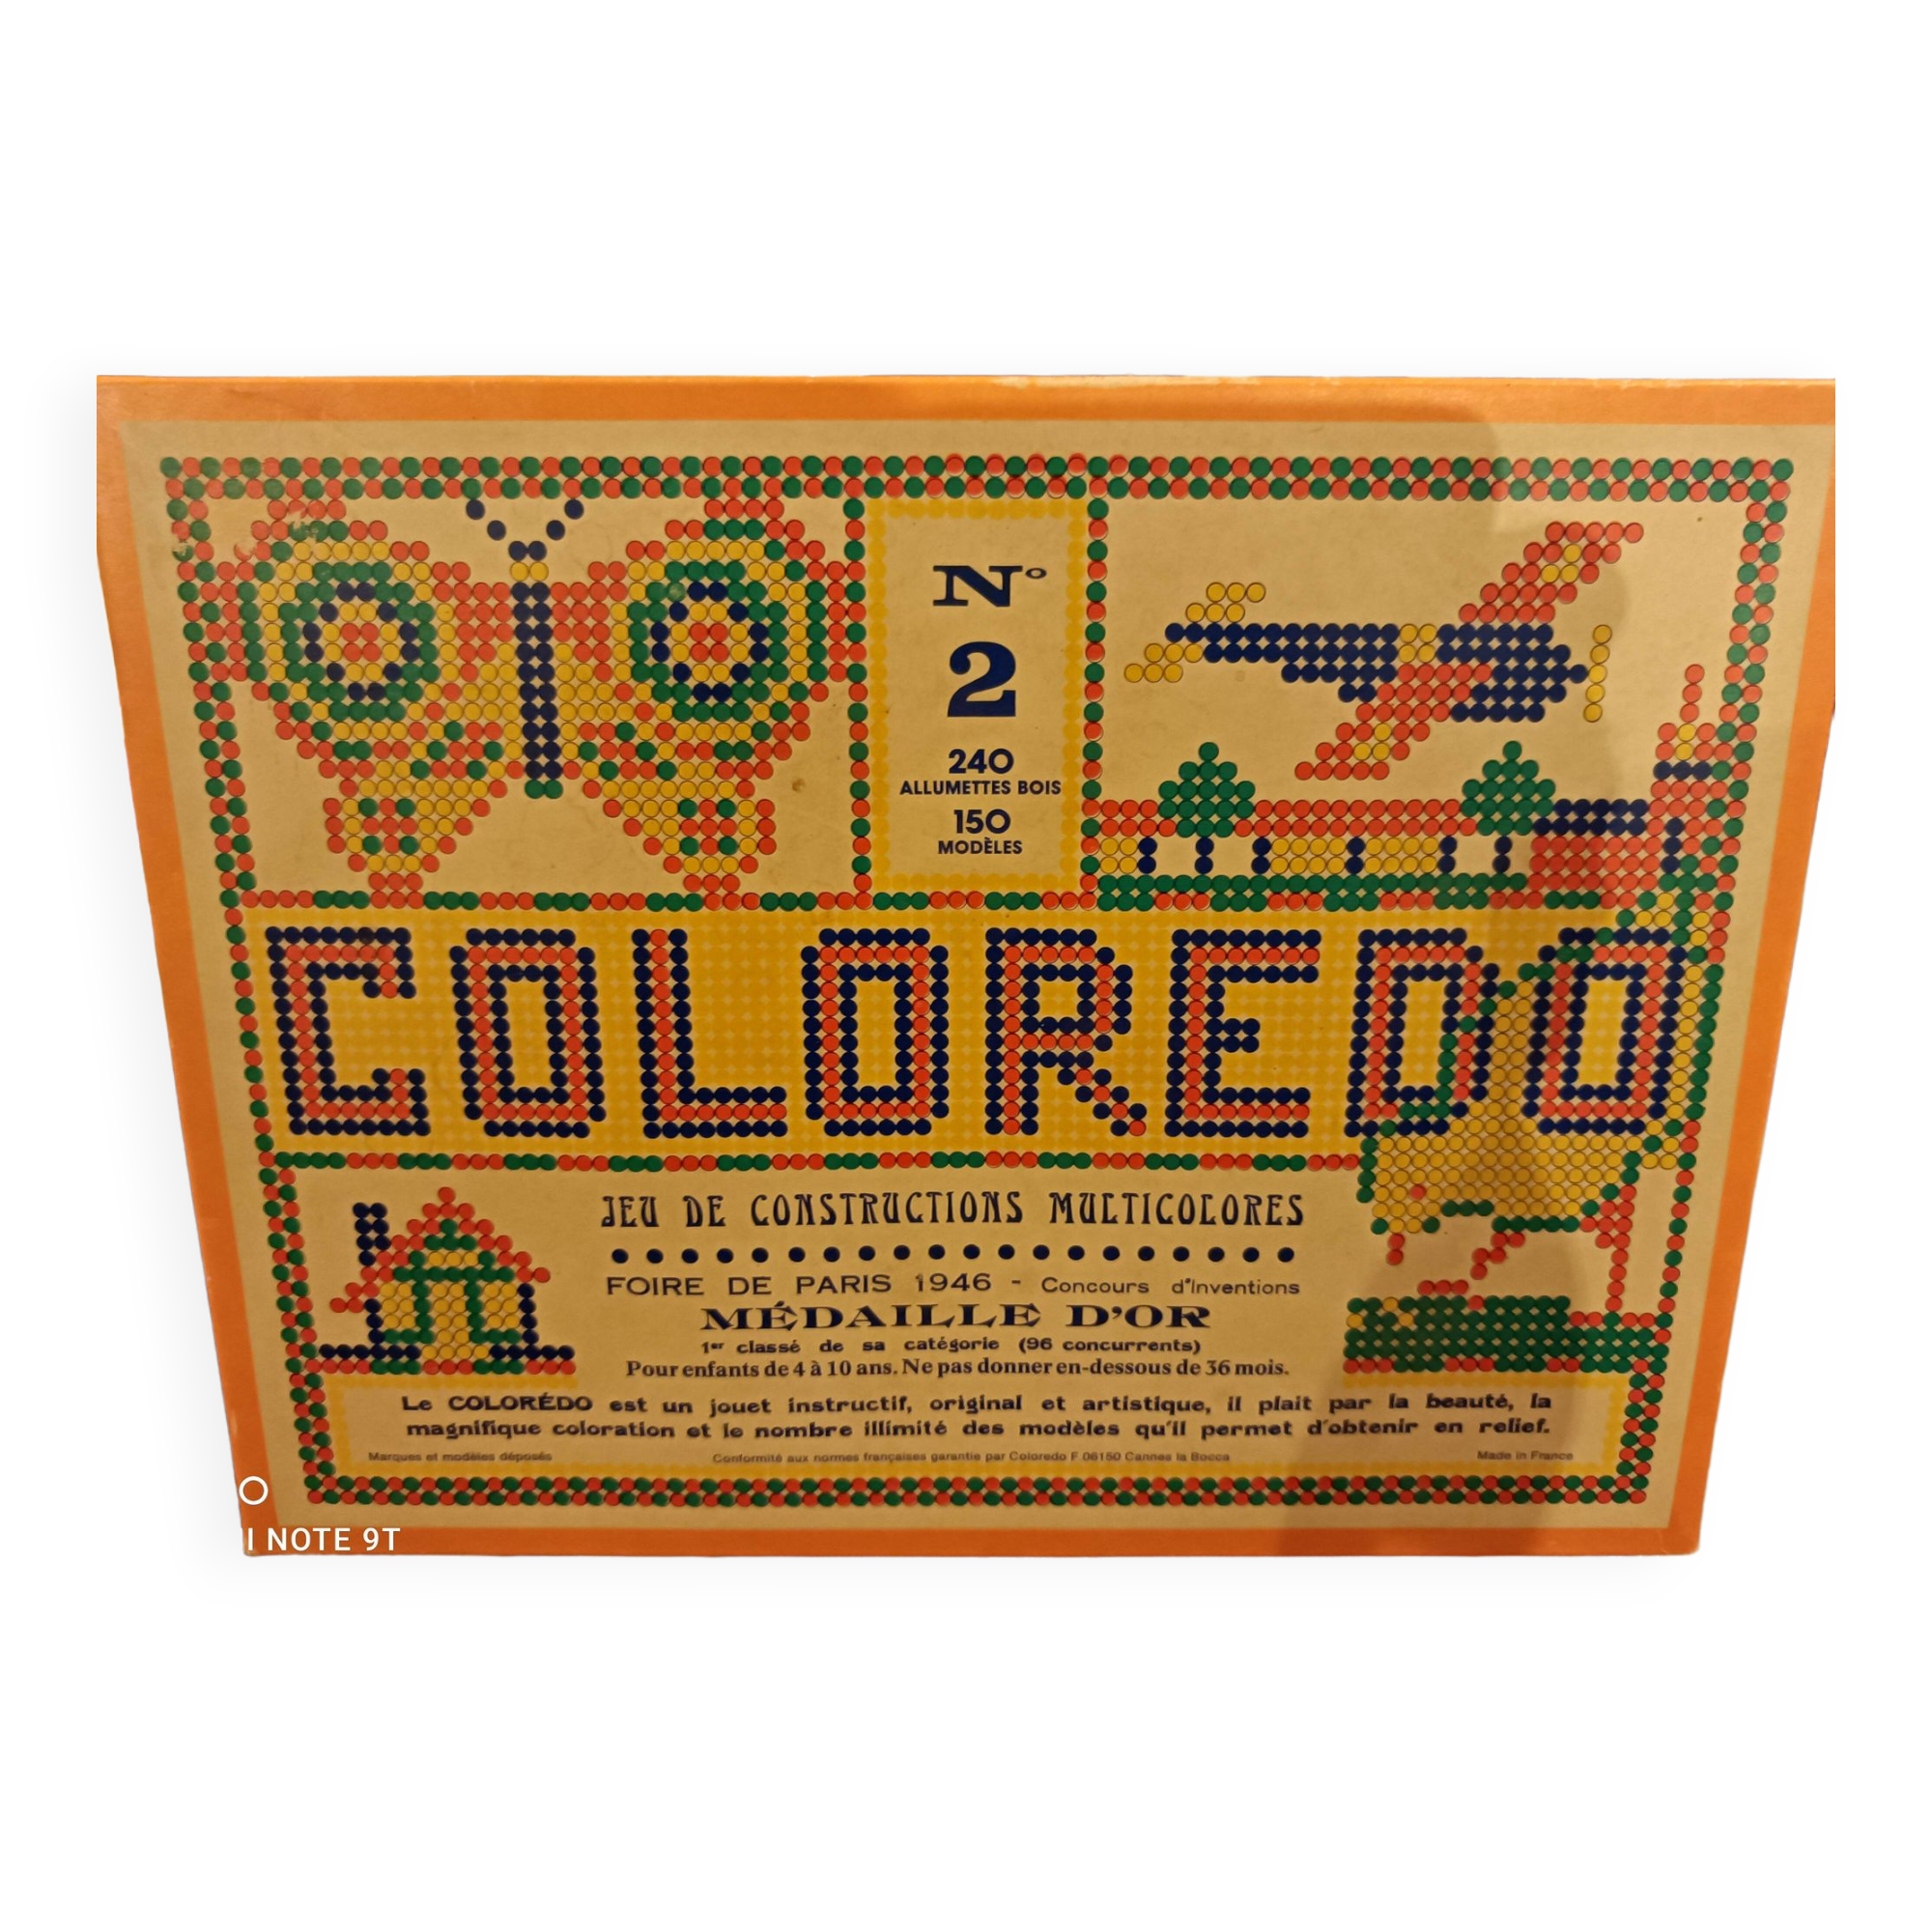 N°
2
240
ALLUMETTES BOIS
150
MODÈLES
COLOREDO
JEU DE CONSTRUCTIONS MULTICOLORES
FOIRE DE PARIS 1946 - Concours d'Inventions
MÉDAILLE D'OR
1er classé de sa catégorie (96 concurrents)
Pour enfants de 4 à 10 ans. Ne pas donner en-dessous de 36 mois.
Le COLORÉDO est un jouet instructif, original et artistique, il plait par la beauté, la
magnifique coloration et le nombre illimité des modèles qu'il permet d'obtenir en relief.
Marques et modèles déposés Conformité aux normes françaises garantie par Coloredo F 06150 Cannes la Bocca Made in France
I NOTE 9T